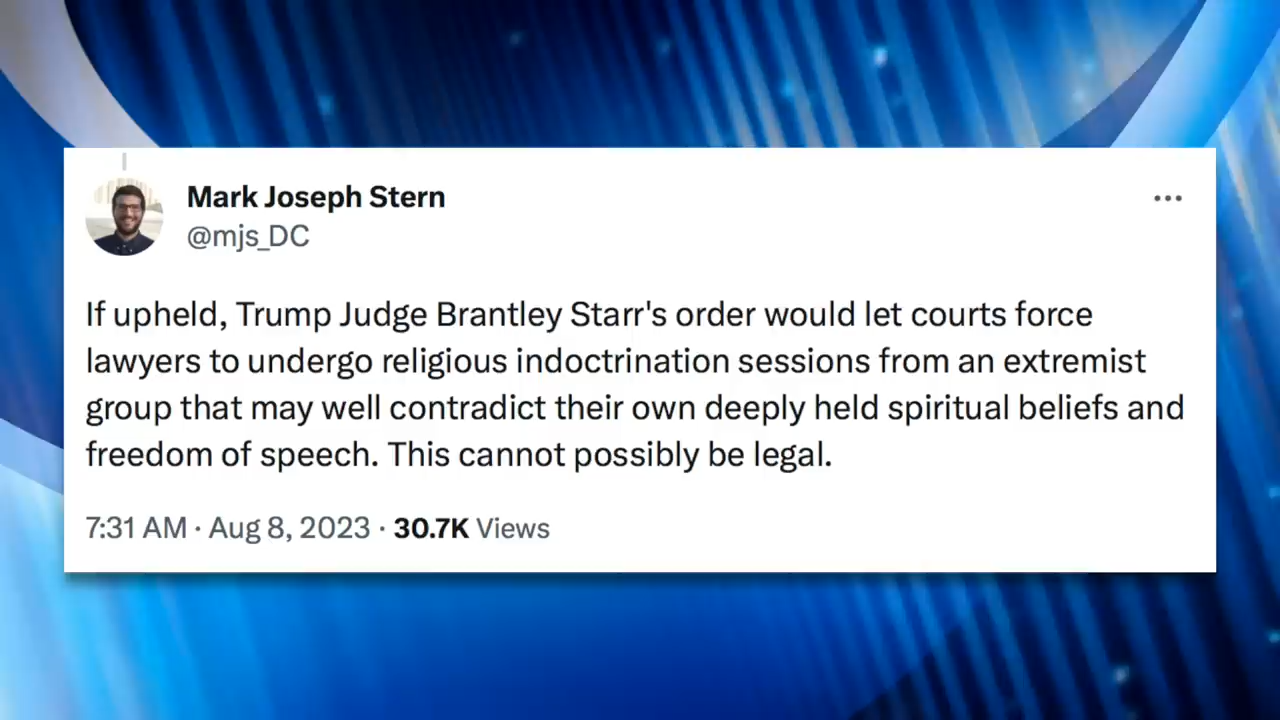 Mark Joseph Stern
@mjs_DC
If upheld, Trump Judge Brantley Starr's order would let courts force
lawyers to undergo religious indoctrination sessions from an extremist
group that may well contradict their own deeply held spiritual beliefs and
freedom of speech. This cannot possibly be legal.
7:31 AM · Aug 8, 2023 · 30.7K Views